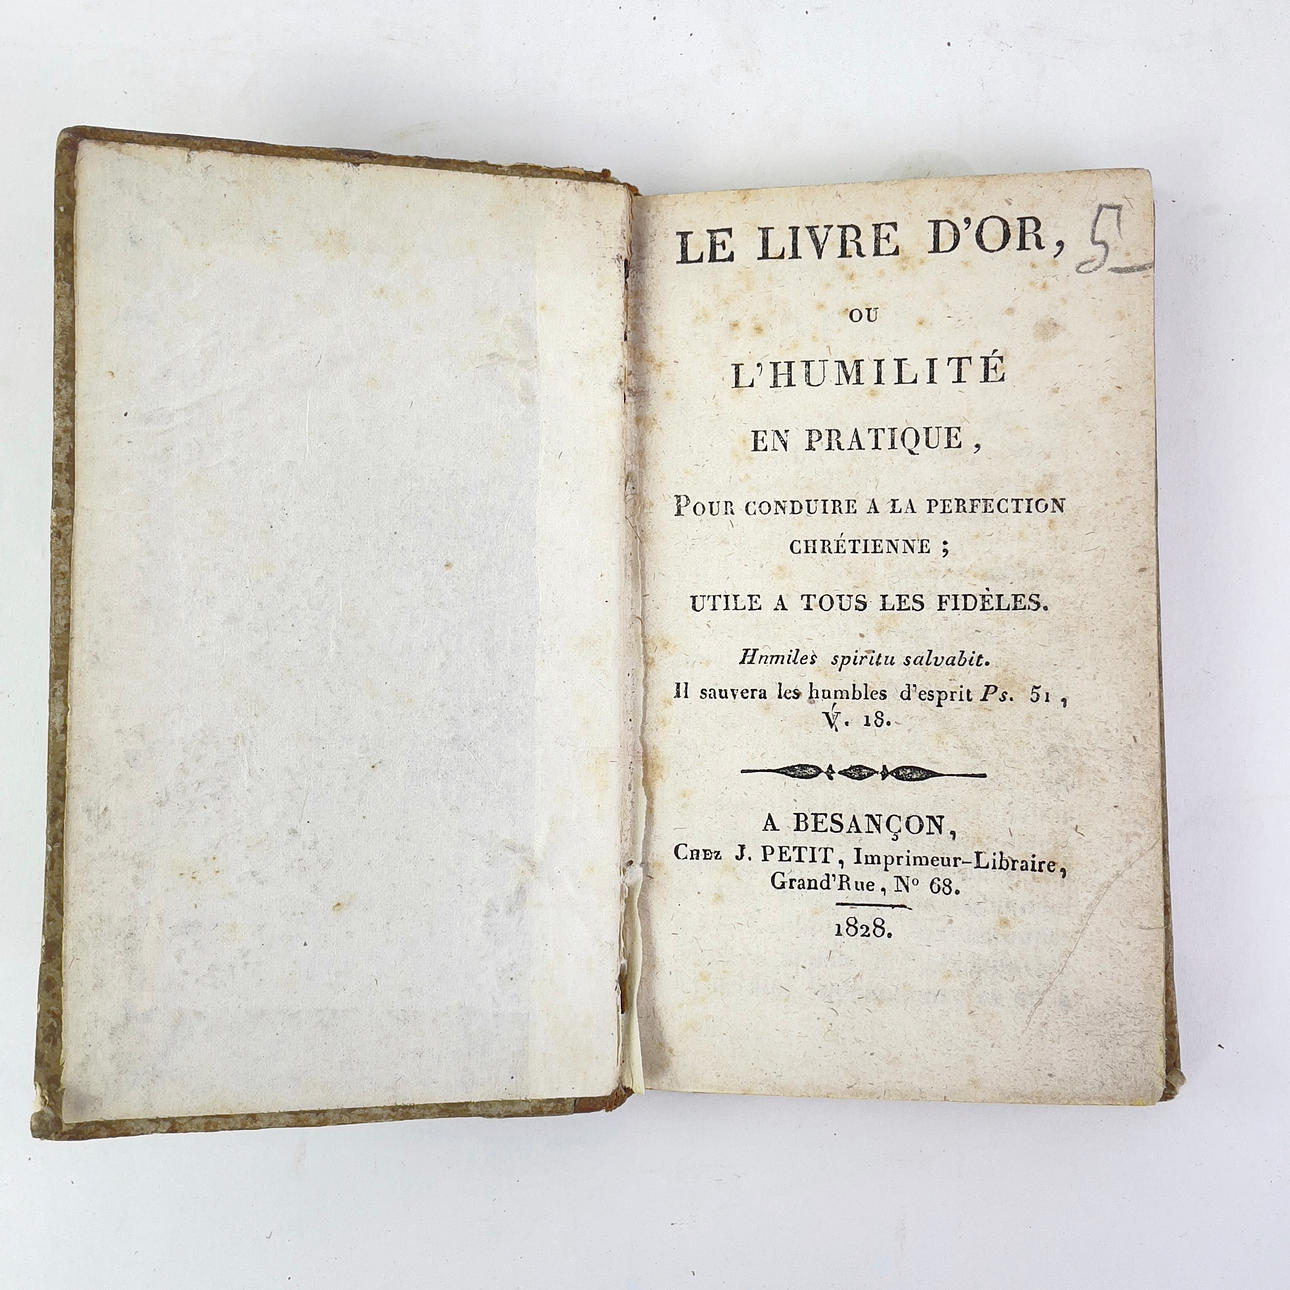 LE LIVRE D'OR,
5
OU
L'HUMILITÉ
EN PRATIQUE,
POUR CONDUIRE A LA PERFECTION
CHRÉTIENNE;
UTILE A TOUS LES FIDÈLES.
Hnmiles spiritu salvabit.
Il sauvera les humbles d'esprit Ps. 51,
℣. 18.
A BESANÇON,
CHEZ J. PETIT, Imprimeur-Libraire,
Grand'Rue, Nº 68.
1828.